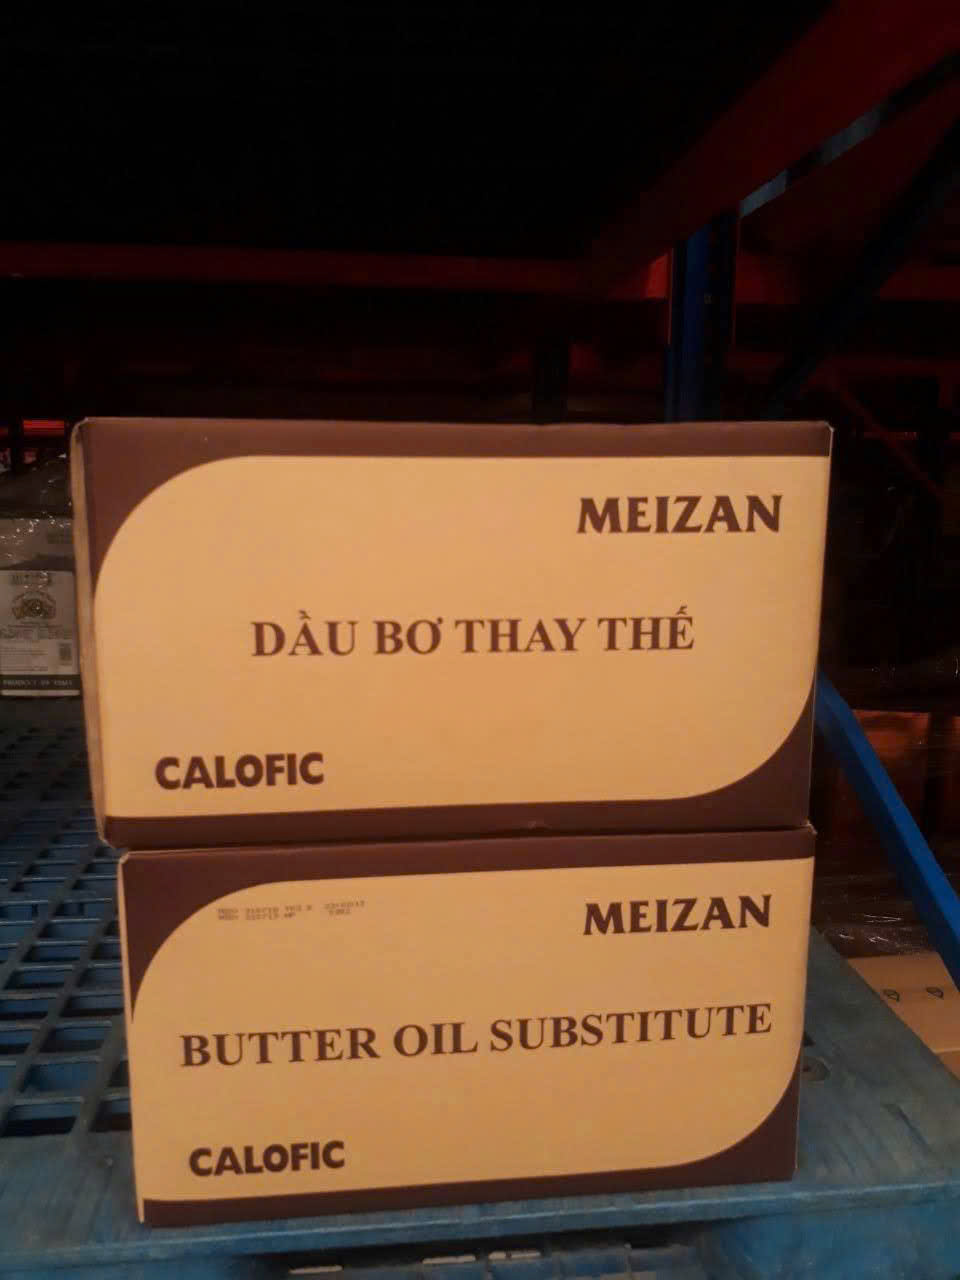 MEIZAN
DẦU BƠ THAY THẾ
CALOFIC
MEIZAN
BUTTER OIL SUBSTITUTE
CALOFIC